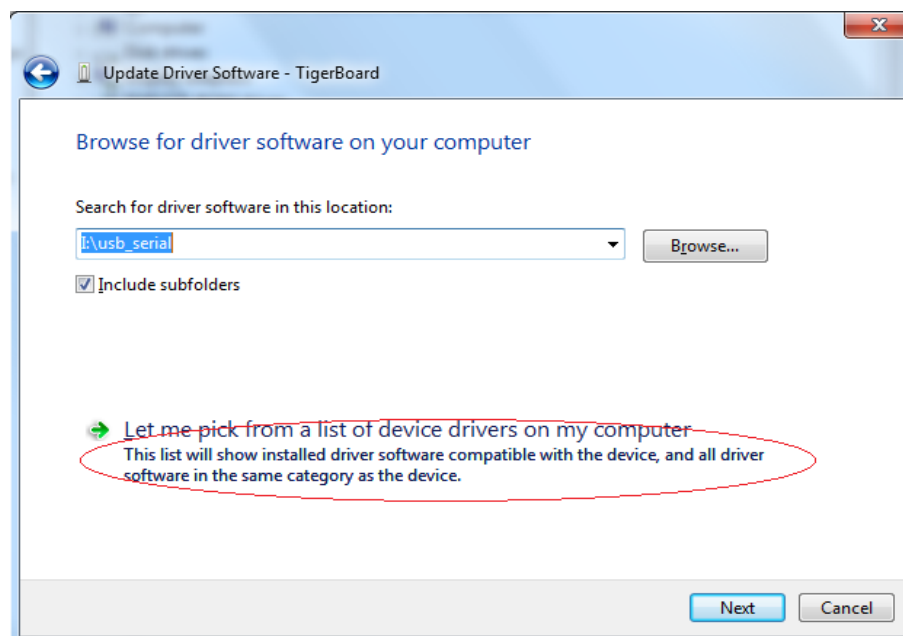 Computer
Update Driver Software - TigerBoard
Browse for driver software on your computer
Search for driver software in this location:
I:\usb_serial
Browse...
Include subfolders
Let me pick from a list of device drivers on my computer
This list will show installed driver software compatible with the device, and all driver
software in the same category as the device.
Next
Cancel